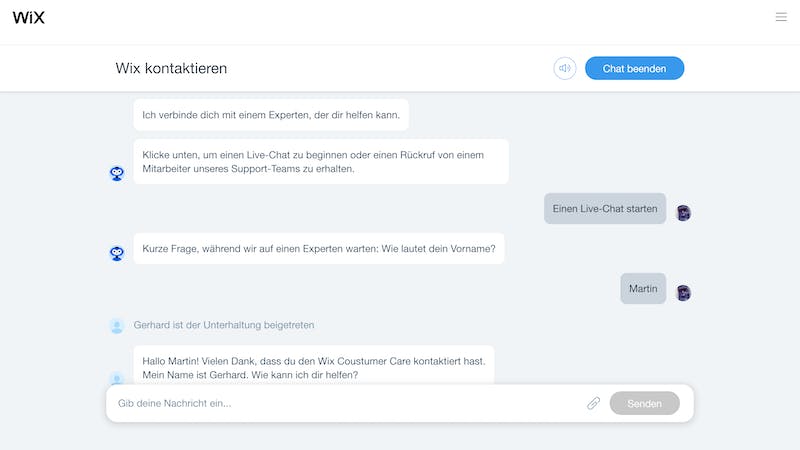 WiX
Wix kontaktieren
Chat beenden
Ich verbinde dich mit einem Experten, der dir helfen kann.
Klicke unten, um einen Live-Chat zu beginnen oder einen Rückruf von einem
Mitarbeiter unseres Support-Teams zu erhalten.
Einen Live-Chat starten
Kurze Frage, während wir auf einen Experten warten: Wie lautet dein Vorname?
Martin
Gerhard ist der Unterhaltung beigetreten
Hallo Martin! Vielen Dank, dass du den Wix Coustumer Care kontaktiert hast.
Mein Name ist Gerhard. Wie kann ich dir helfen?
Gib deine Nachricht ein...
Senden